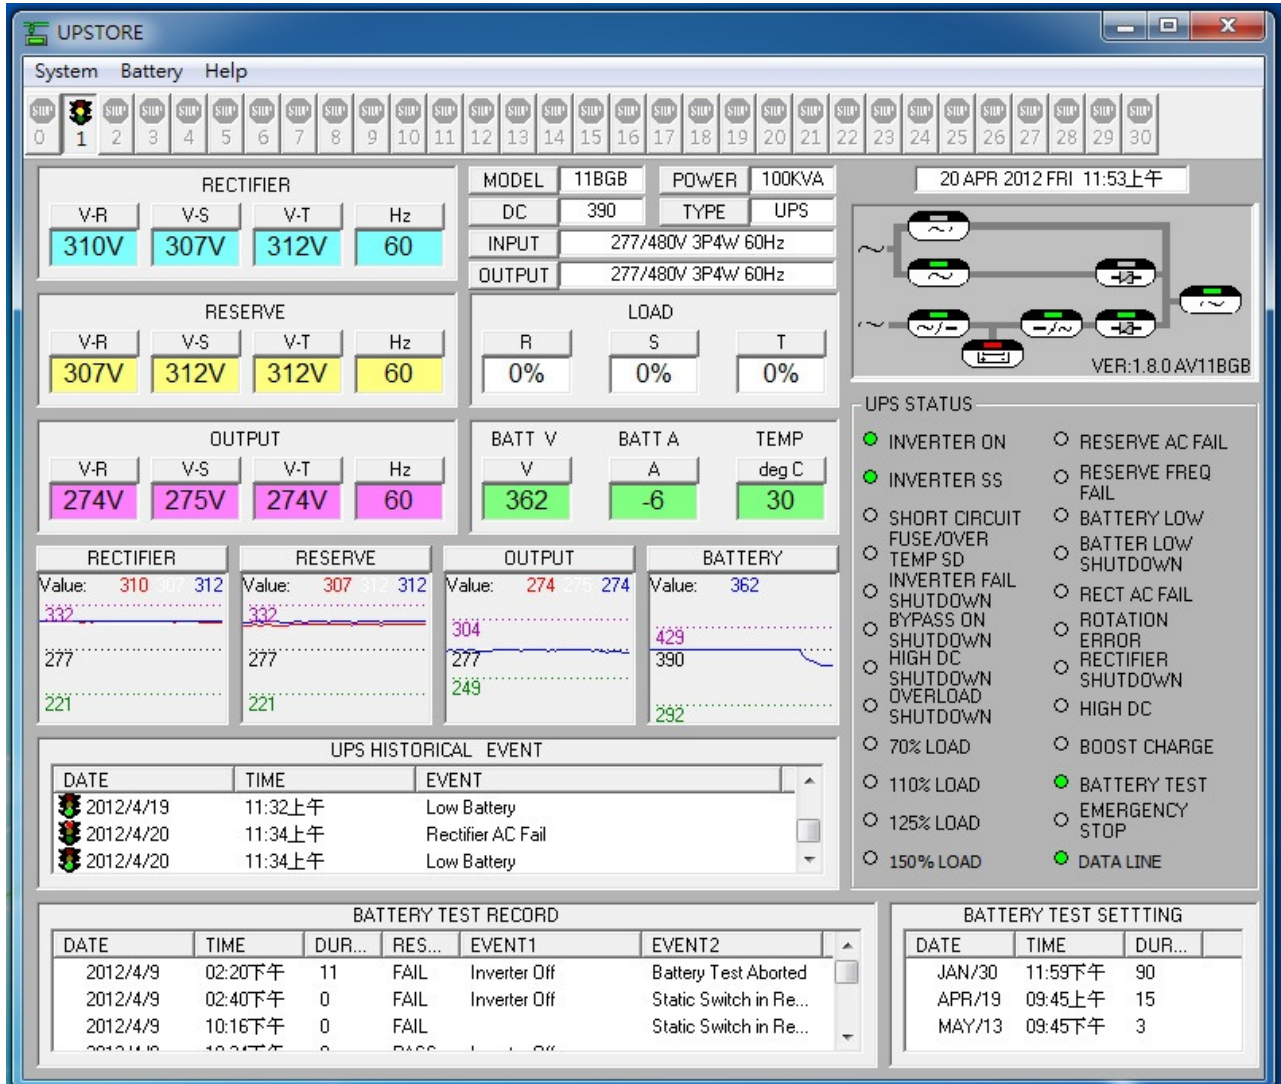 UPSTORE
System Battery Help
0 1 2 3 4 5 6 7 8 9 10 11 12 13 14 15 16 17 18 19 20 21 22 23 24 25 26 27 28 29 30
RECTIFIER
V-R V-S V-T Hz
310V 307V 312V 60
MODEL 11BGB POWER 100KVA
DC 390 TYPE UPS
INPUT 277/480V 3P4W 60Hz
OUTPUT 277/480V 3P4W 60Hz
20 APR 2012 FRI 11:53上午
VER:1.8.0 AV11BGB
RESERVE
V-R V-S V-T Hz
307V 312V 312V 60
LOAD
R S T
0% 0% 0%
OUTPUT
V-R V-S V-T Hz
274V 275V 274V 60
BATT V BATT A TEMP
V A deg C
362 -6 30
UPS STATUS
INVERTER ON
INVERTER SS
SHORT CIRCUIT
FUSE/OVER
TEMP SD
INVERTER FAIL
SHUTDOWN
BYPASS ON
SHUTDOWN
HIGH DC
SHUTDOWN
OVERLOAD
SHUTDOWN
70% LOAD
110% LOAD
125% LOAD
150% LOAD
RESERVE AC FAIL
RESERVE FREQ
FAIL
BATTERY LOW
BATTER LOW
SHUTDOWN
RECT AC FAIL
ROTATION
ERROR
RECTIFIER
SHUTDOWN
HIGH DC
BOOST CHARGE
BATTERY TEST
EMERGENCY
STOP
DATA LINE
RECTIFIER
Value: 310 307 312
332
277
221
RESERVE
Value: 307 312 312
332
277
221
OUTPUT
Value: 274 275 274
304
277
249
BATTERY
Value: 362
429
390
292
UPS HISTORICAL EVENT
DATE TIME EVENT
2012/4/19 11:32上午 Low Battery
2012/4/20 11:34上午 Rectifier AC Fail
2012/4/20 11:34上午 Low Battery
BATTERY TEST RECORD
DATE TIME DUR... RES... EVENT1 EVENT2
2012/4/9 02:20下午 11 FAIL Inverter Off Battery Test Aborted
2012/4/9 02:40下午 0 FAIL Inverter Off Static Switch in Re...
2012/4/9 10:16下午 0 FAIL Static Switch in Re...
BATTERY TEST SETTTING
DATE TIME DUR...
JAN/30 11:59下午 90
APR/19 09:45上午 15
MAY/13 09:45下午 3